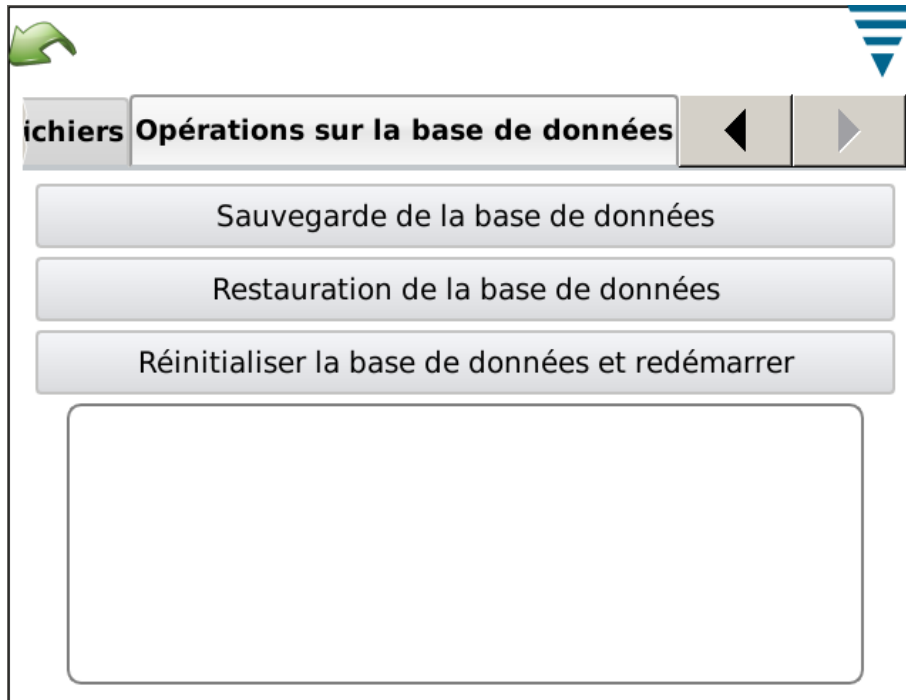 ichiers Opérations sur la base de données
Sauvegarde de la base de données
Restauration de la base de données
Réinitialiser la base de données et redémarrer